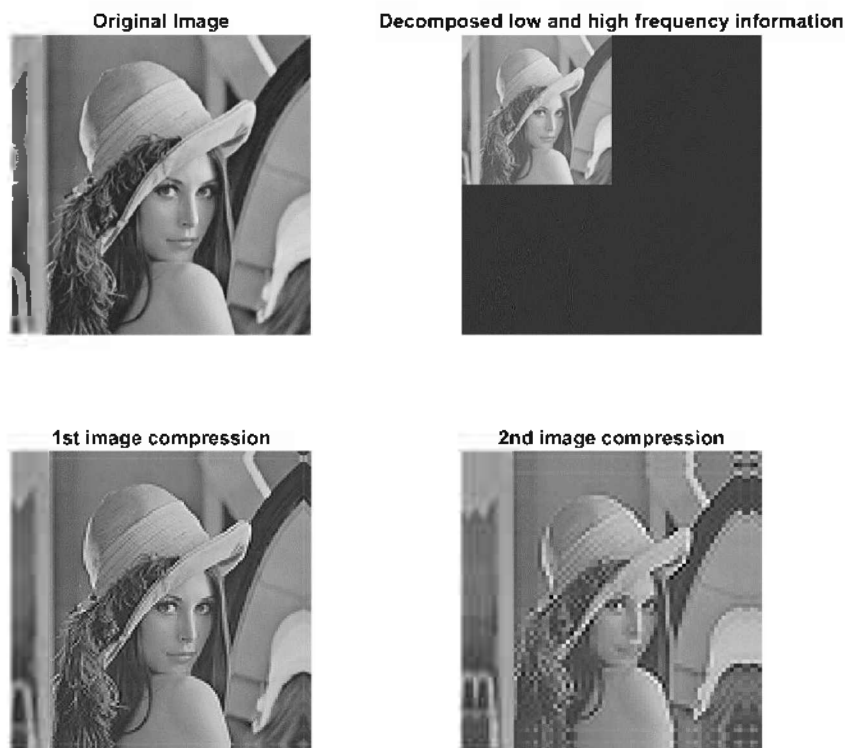 Original Image
Decomposed low and high frequency information
1st image compression
2nd image compression